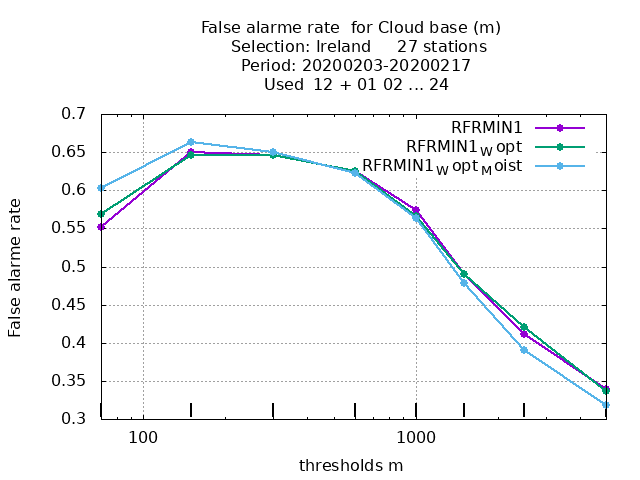 False alarme rate  for Cloud base (m)
Selection: Ireland     27 stations
Period: 20200203-20200217
Used  12 + 01 02 ... 24
0.7
0.65
0.6
0.55
0.5
0.45
0.4
0.35
0.3
False alarme rate
RFRMIN1
RFRMIN1WOpt
RFRMIN1WoptMoist
100
1000
thresholds m